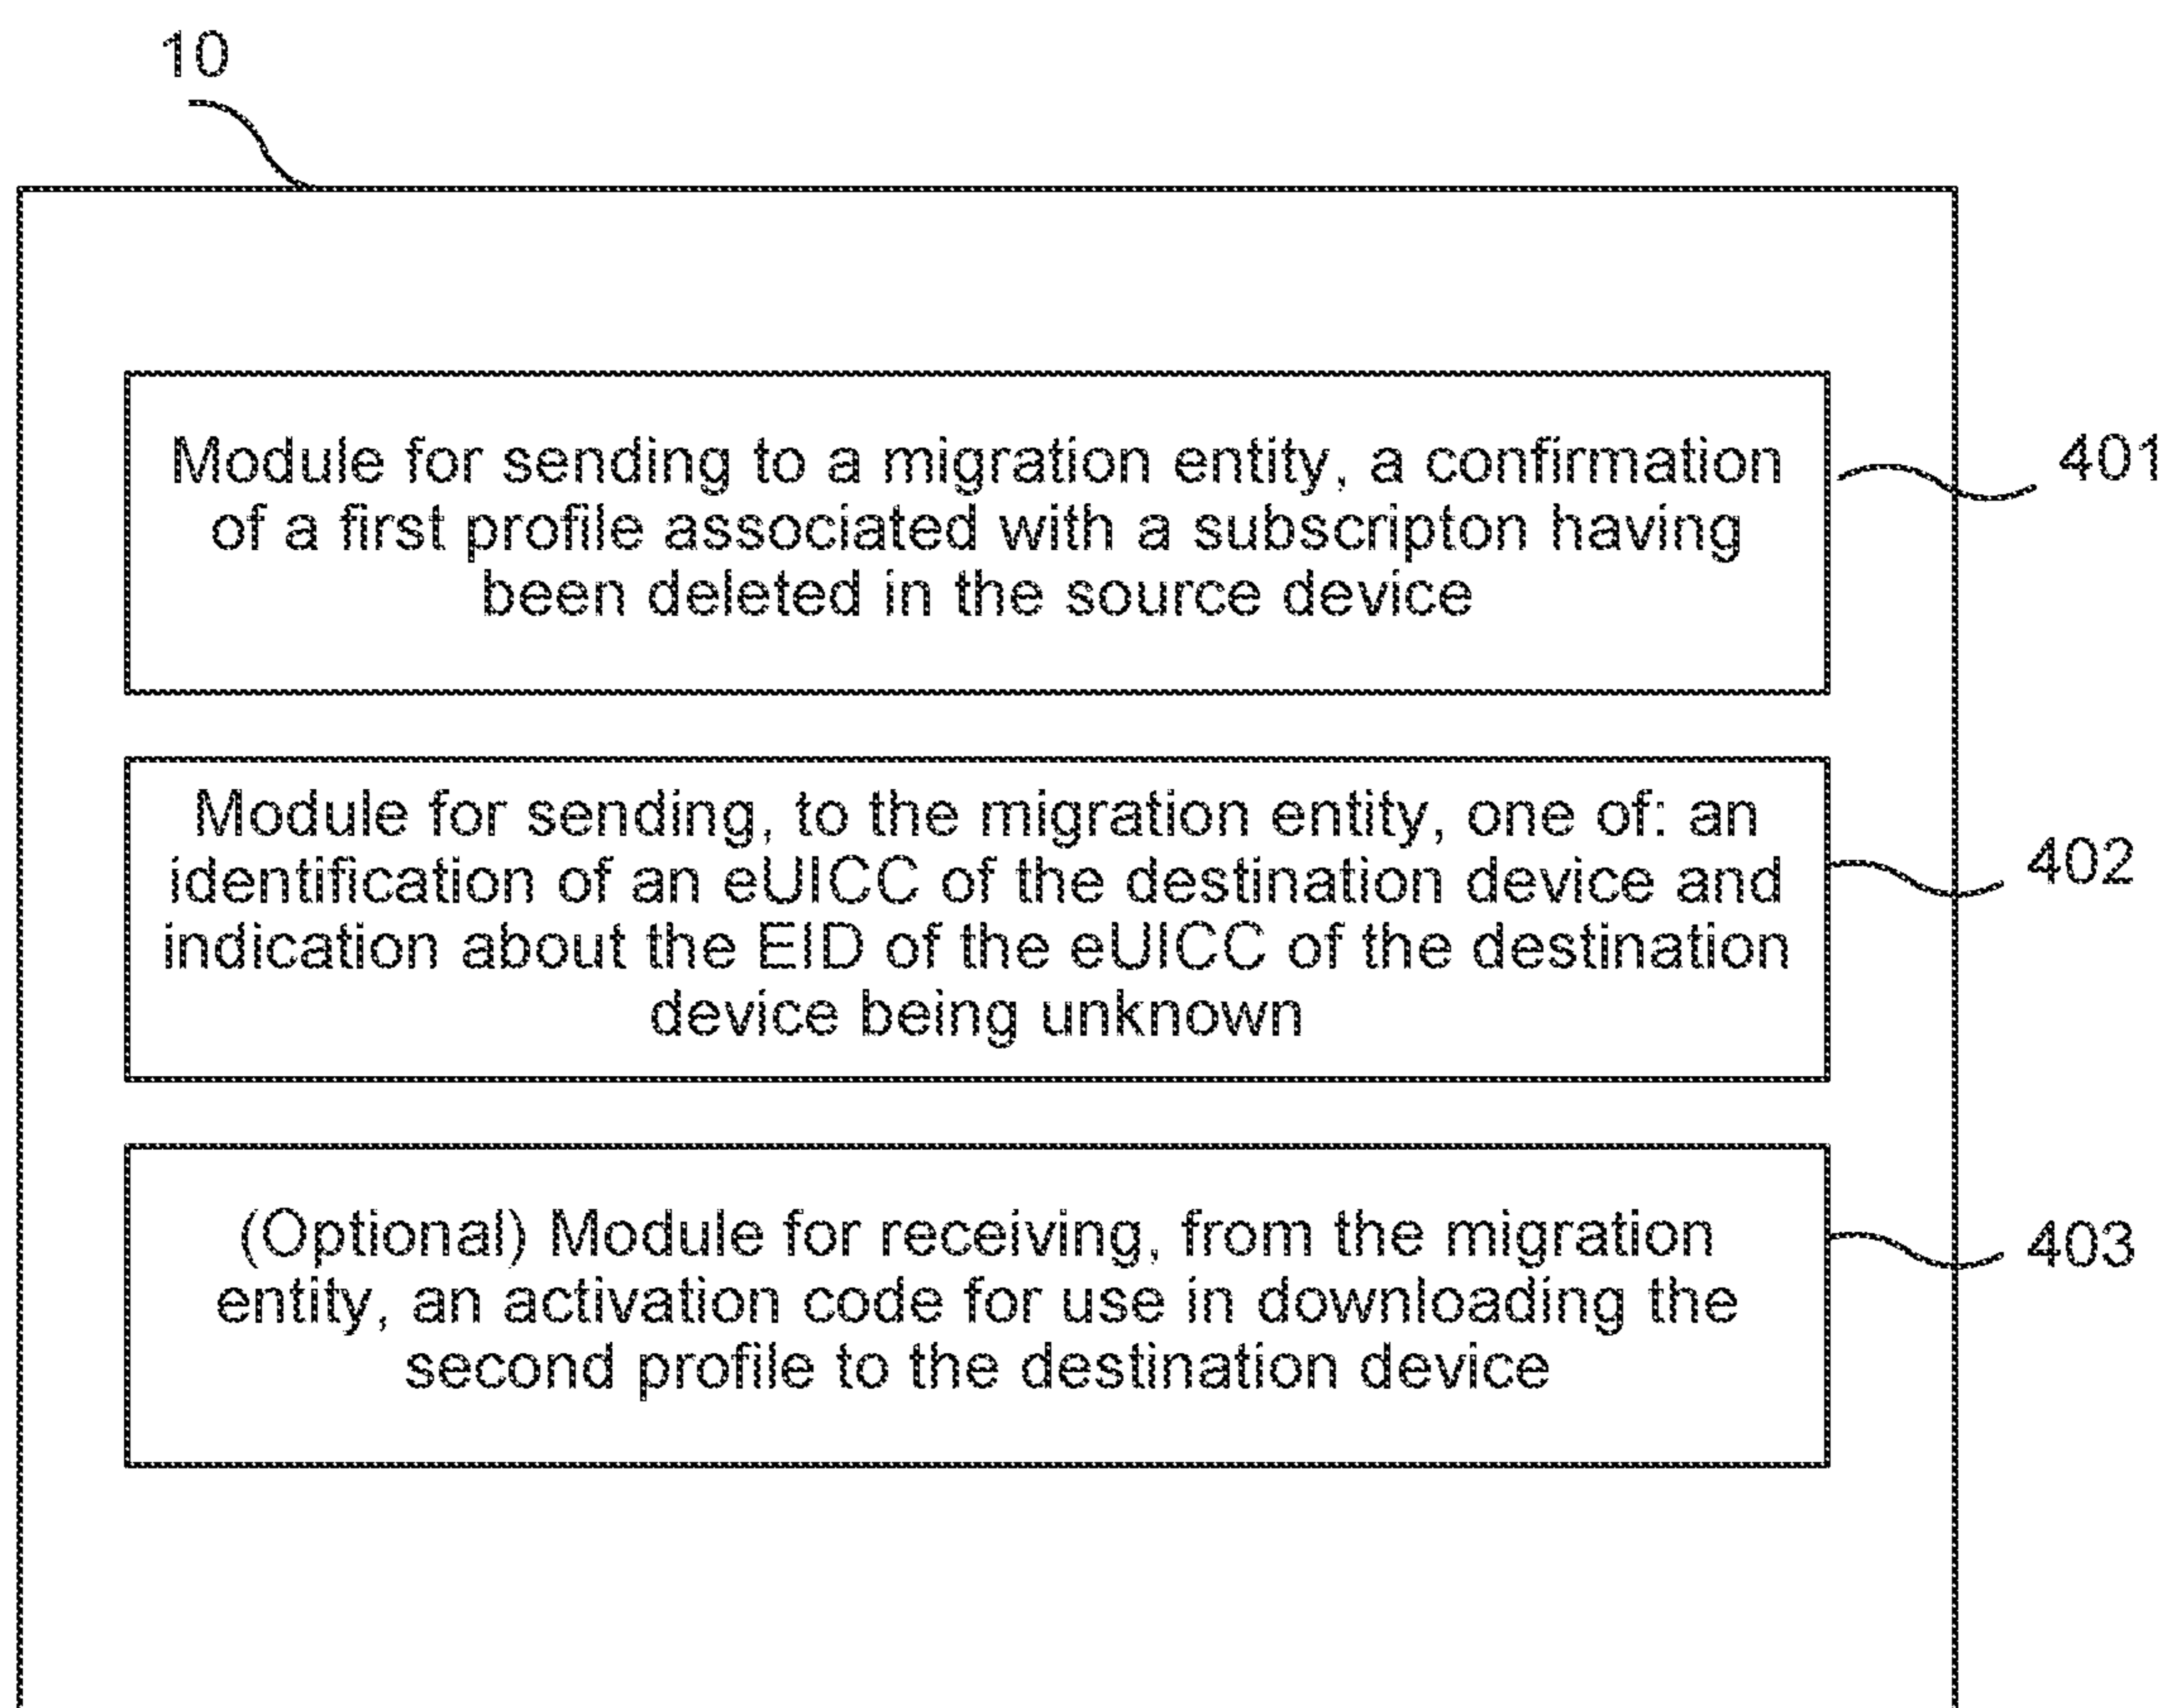 10
Module for sending to a migration entity, a confirmation
of a first profile associated with a subscripton having
been deleted in the source device
401
Module for sending, to the migration entity, one of: an
identification of an eUICC of the destination device and
indication about the EID of the eUICC of the destination
device being unknown
402
(Optional) Module for receiving, from the migration
entity, an activation code for use in downloading the
second profile to the destination device
403